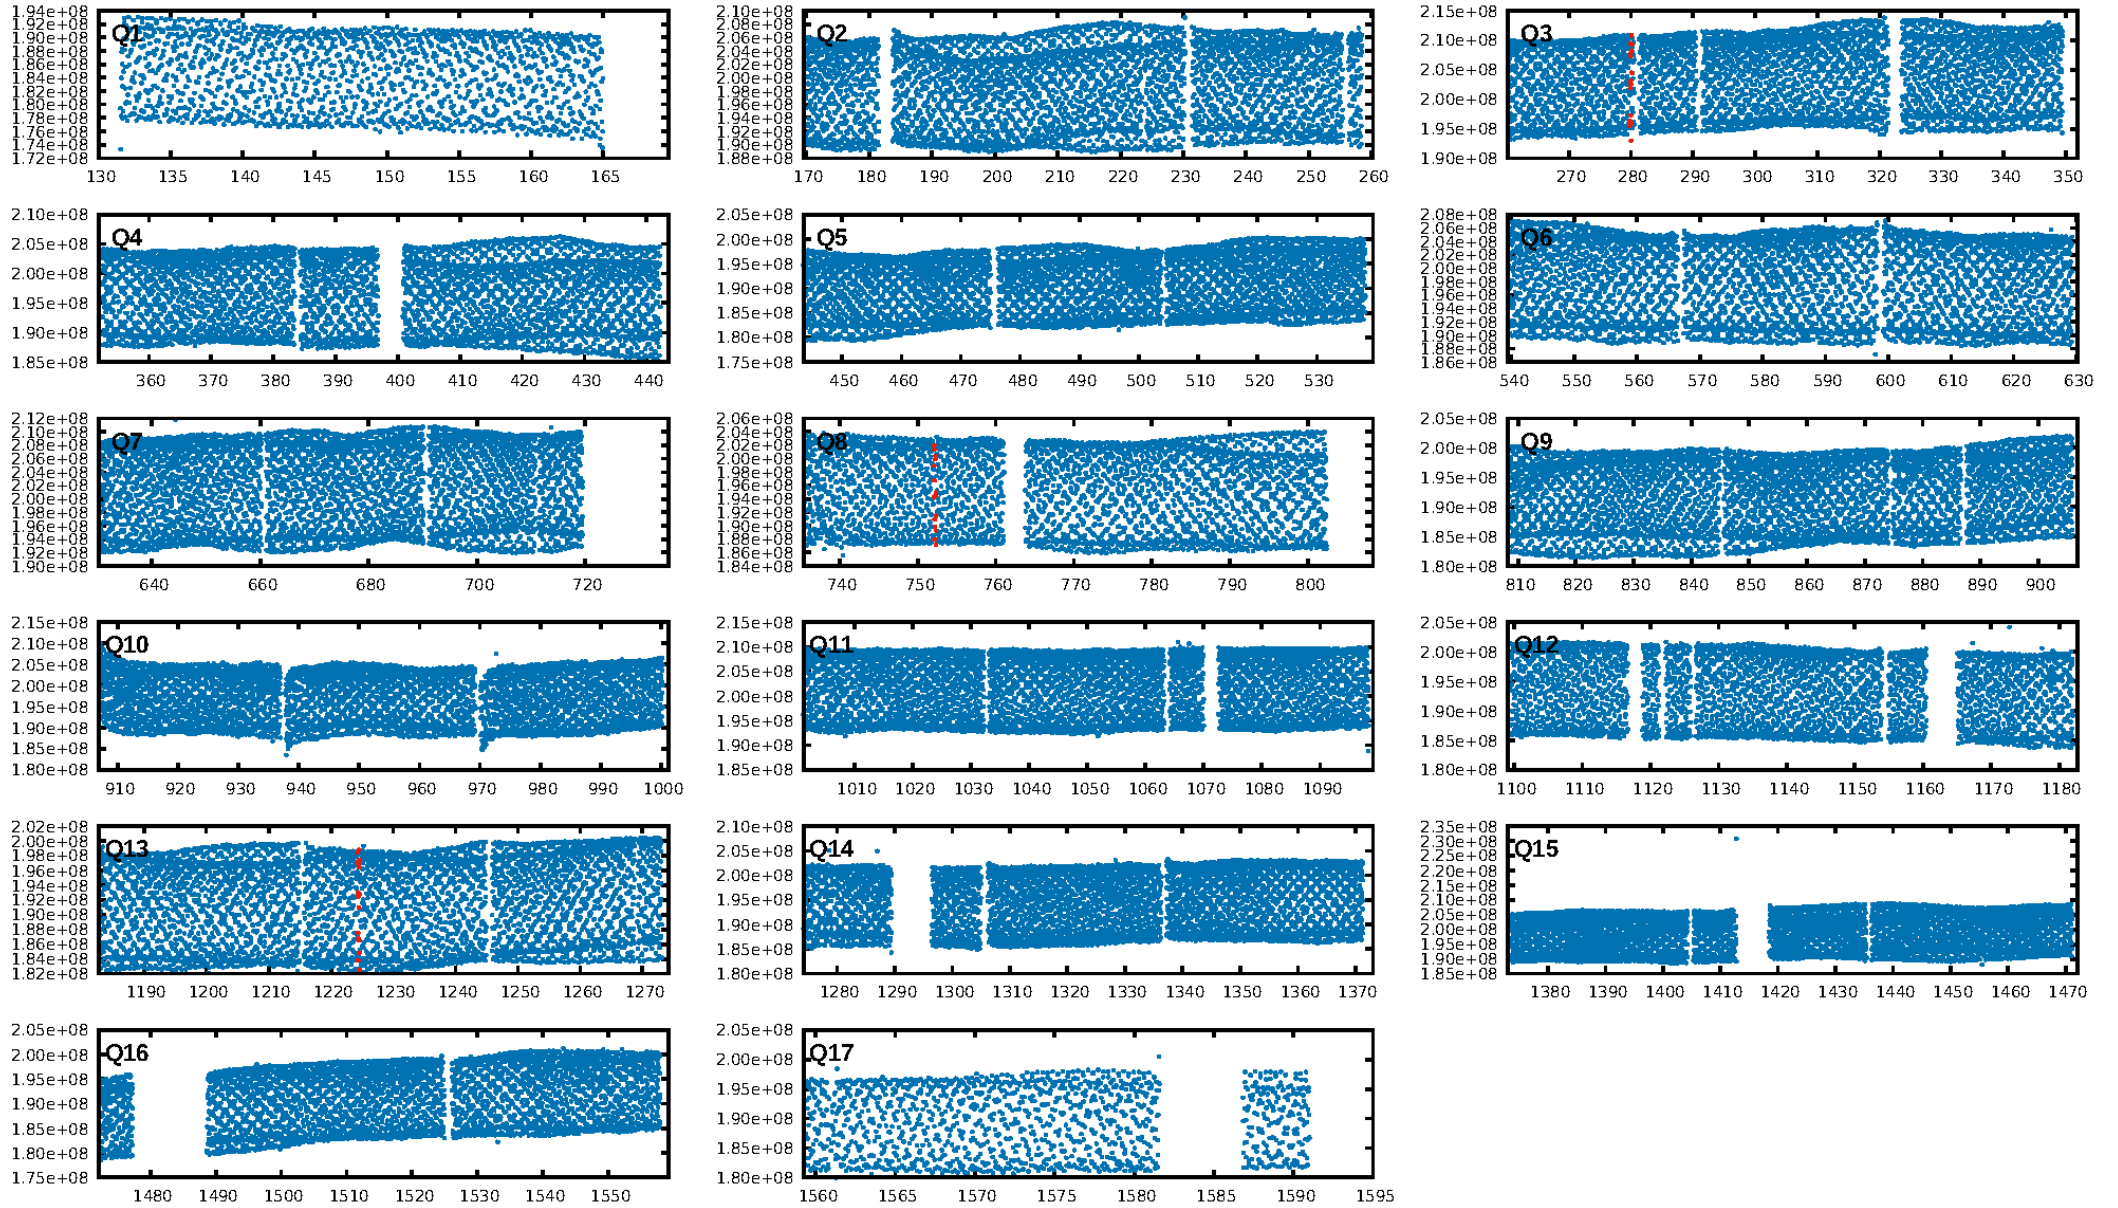 Q1
1.94e+08
1.92e+08
1.90e+08
1.88e+08
1.86e+08
1.84e+08
1.82e+08
1.80e+08
1.78e+08
1.76e+08
1.74e+08
1.72e+08
130 135 140 145 150 155 160 165
Q2
2.10e+08
2.08e+08
2.06e+08
2.04e+08
2.02e+08
2.00e+08
1.98e+08
1.96e+08
1.94e+08
1.92e+08
1.90e+08
1.88e+08
170 180 190 200 210 220 230 240 250 260
Q3
2.15e+08
2.10e+08
2.05e+08
2.00e+08
1.95e+08
1.90e+08
270 280 290 300 310 320 330 340 350
Q4
2.10e+08
2.05e+08
2.00e+08
1.95e+08
1.90e+08
1.85e+08
360 370 380 390 400 410 420 430 440
Q5
2.05e+08
2.00e+08
1.95e+08
1.90e+08
1.85e+08
1.80e+08
1.75e+08
450 460 470 480 490 500 510 520 530
Q6
2.08e+08
2.06e+08
2.04e+08
2.02e+08
2.00e+08
1.98e+08
1.96e+08
1.94e+08
1.92e+08
1.90e+08
1.88e+08
1.86e+08
540 550 560 570 580 590 600 610 620 630
Q7
2.12e+08
2.10e+08
2.08e+08
2.06e+08
2.04e+08
2.02e+08
2.00e+08
1.98e+08
1.96e+08
1.94e+08
1.92e+08
1.90e+08
640 660 680 700 720
Q8
2.06e+08
2.04e+08
2.02e+08
2.00e+08
1.98e+08
1.96e+08
1.94e+08
1.92e+08
1.90e+08
1.88e+08
1.86e+08
1.84e+08
740 750 760 770 780 790 800
Q9
2.05e+08
2.00e+08
1.95e+08
1.90e+08
1.85e+08
1.80e+08
810 820 830 840 850 860 870 880 890 900
Q10
2.15e+08
2.10e+08
2.05e+08
2.00e+08
1.95e+08
1.90e+08
1.85e+08
1.80e+08
910 920 930 940 950 960 970 980 990 1000
Q11
2.15e+08
2.10e+08
2.05e+08
2.00e+08
1.95e+08
1.90e+08
1.85e+08
1010 1020 1030 1040 1050 1060 1070 1080 1090
Q12
2.05e+08
2.00e+08
1.95e+08
1.90e+08
1.85e+08
1.80e+08
1100 1110 1120 1130 1140 1150 1160 1170 1180
Q13
2.02e+08
2.00e+08
1.98e+08
1.96e+08
1.94e+08
1.92e+08
1.90e+08
1.88e+08
1.86e+08
1.84e+08
1.82e+08
1190 1200 1210 1220 1230 1240 1250 1260 1270
Q14
2.10e+08
2.05e+08
2.00e+08
1.95e+08
1.90e+08
1.85e+08
1.80e+08
1280 1290 1300 1310 1320 1330 1340 1350 1360 1370
Q15
2.35e+08
2.30e+08
2.25e+08
2.20e+08
2.15e+08
2.10e+08
2.05e+08
2.00e+08
1.95e+08
1.90e+08
1.85e+08
1380 1390 1400 1410 1420 1430 1440 1450 1460 1470
Q16
2.05e+08
2.00e+08
1.95e+08
1.90e+08
1.85e+08
1.80e+08
1.75e+08
1480 1490 1500 1510 1520 1530 1540 1550
Q17
2.05e+08
2.00e+08
1.95e+08
1.90e+08
1.85e+08
1.80e+08
1560 1565 1570 1575 1580 1585 1590 1595